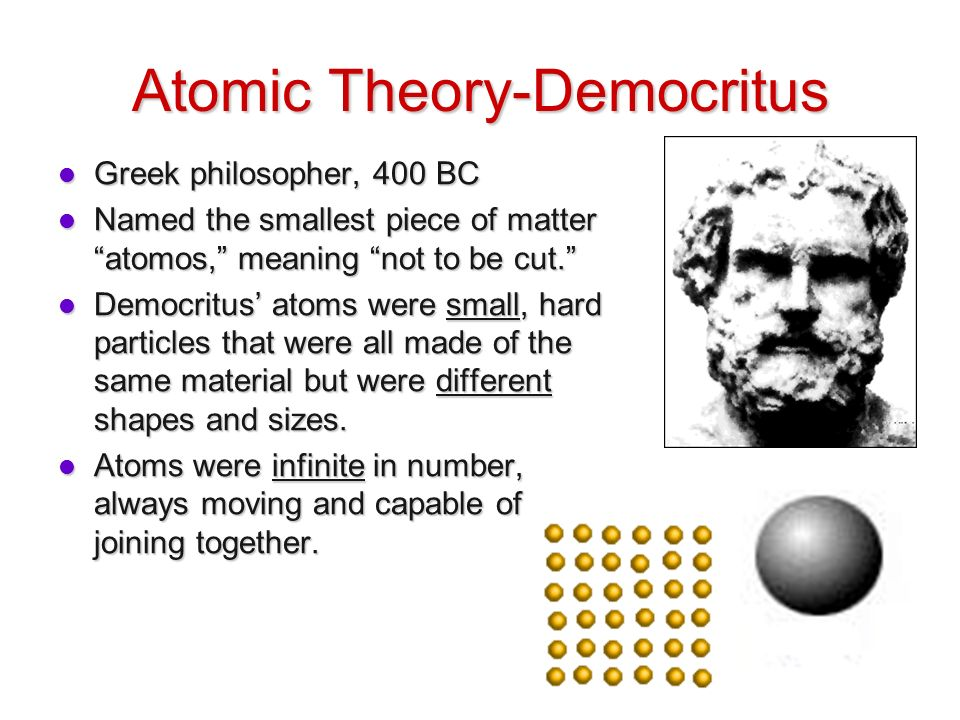 Atomic Theory-Democritus
Greek philosopher, 400 BC
Named the smallest piece of matter
“atomos,” meaning “not to be cut.”
Democritus’ atoms were small, hard
particles that were all made of the
same material but were different
shapes and sizes.
Atoms were infinite in number,
always moving and capable of
joining together.